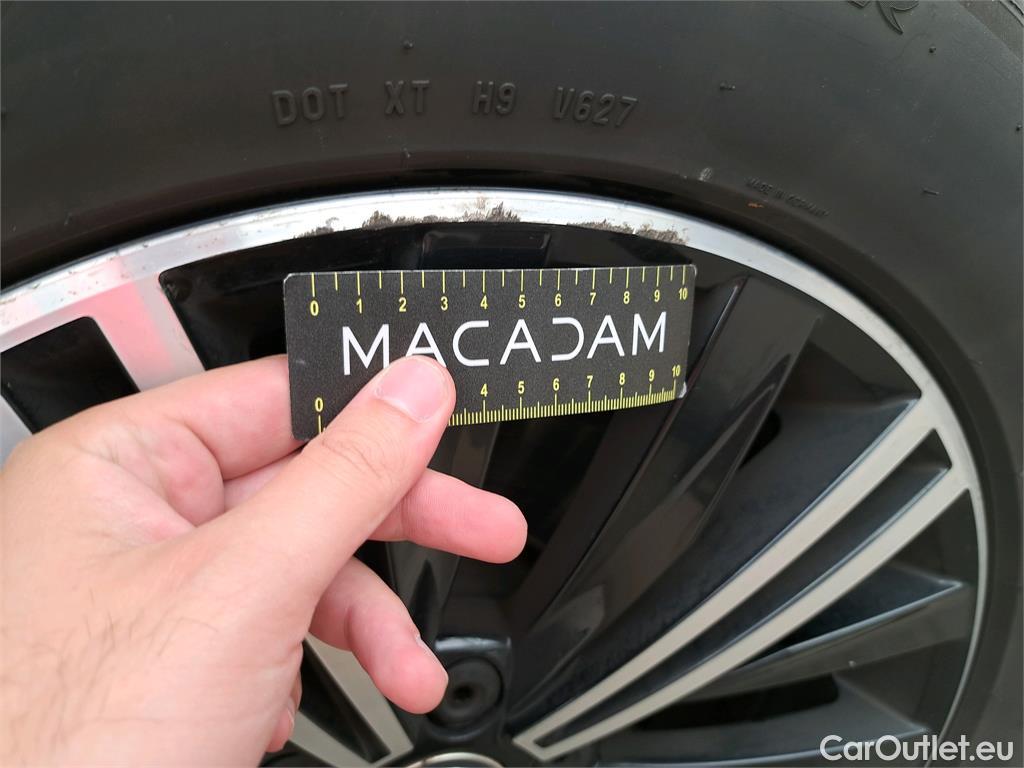 DOT XT H9 V627
MADE IN GERMANY
0 1 2 3 4 5 6 7 8 9 10
MACADAM
0 4 5 6 7 8 9 10
CarOutlet.eu